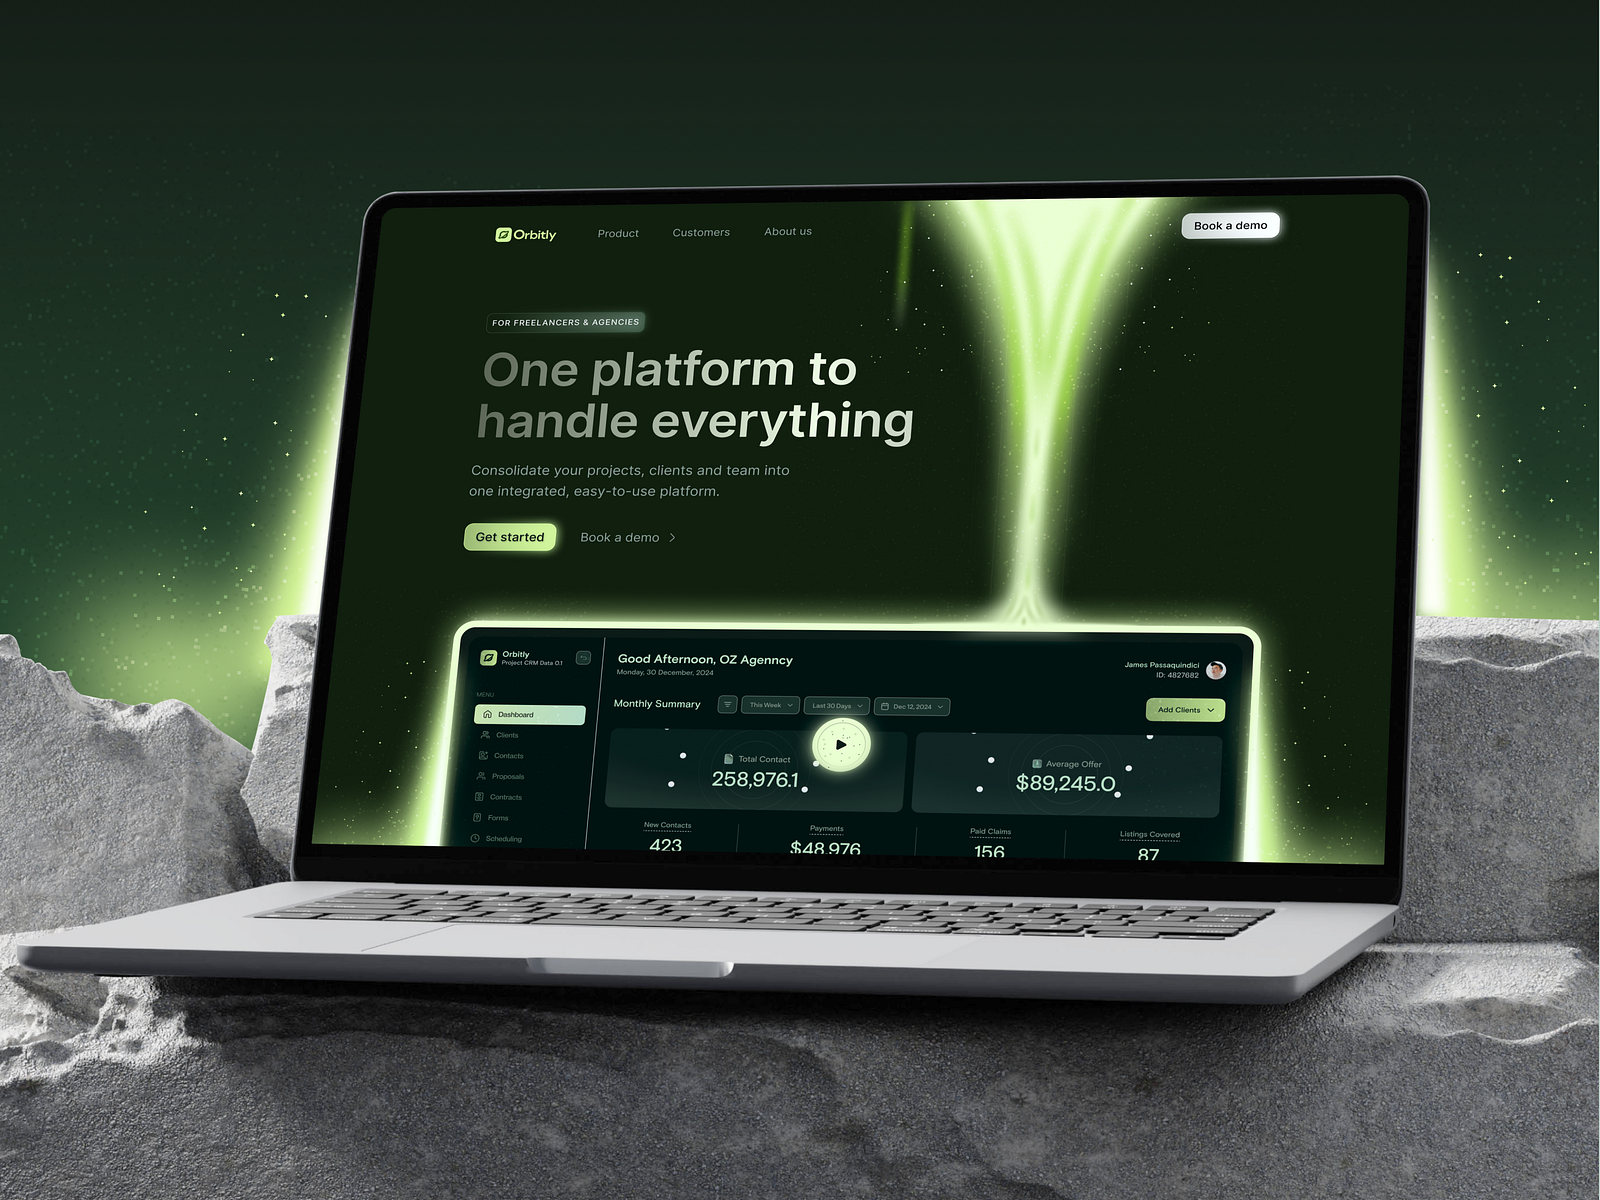 Orbitly
Product
Customers
About us
Book a demo
FOR FREELANCERS & AGENCIES
One platform to
handle everything
Consolidate your projects, clients and team into
one integrated, easy-to-use platform.
Get started
Book a demo
Orbitly
Project CRM Data 0.1
MENU
Dashboard
Clients
Contacts
Proposals
Contracts
Forms
Scheduling
Good Afternoon, OZ Agenncy
Monday, 30 December, 2024
James Passaquindici
ID: 4827682
Monthly Summary
This Week
Last 30 Days
Dec 12, 2024
Add Clients
Total Contact
258,976.1
Average Offer
$89,245.0
New Contacts
423
Payments
$48,976
Paid Claims
156
Listings Covered
87